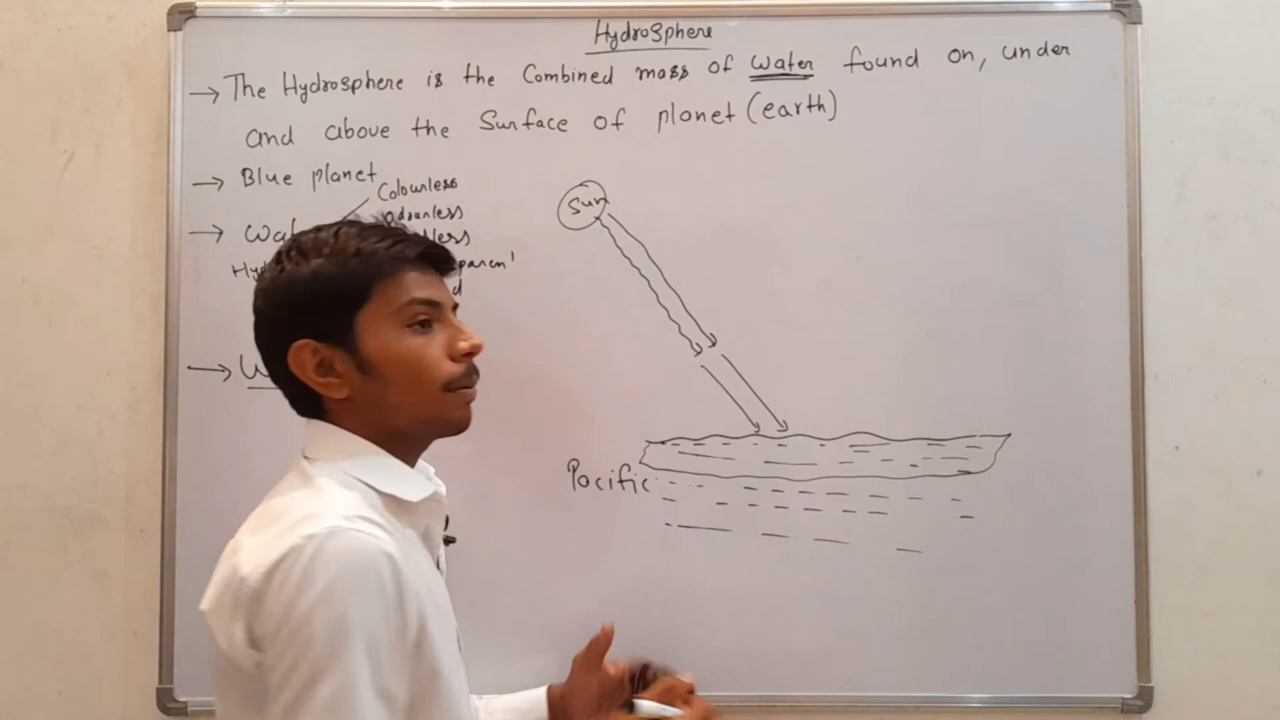 Hydrosphere
→ The Hydrosphere is the Combined mass of water found on, under
and above the Surface of planet (earth)
→ Blue planet
Colourless
Sun
Pacific